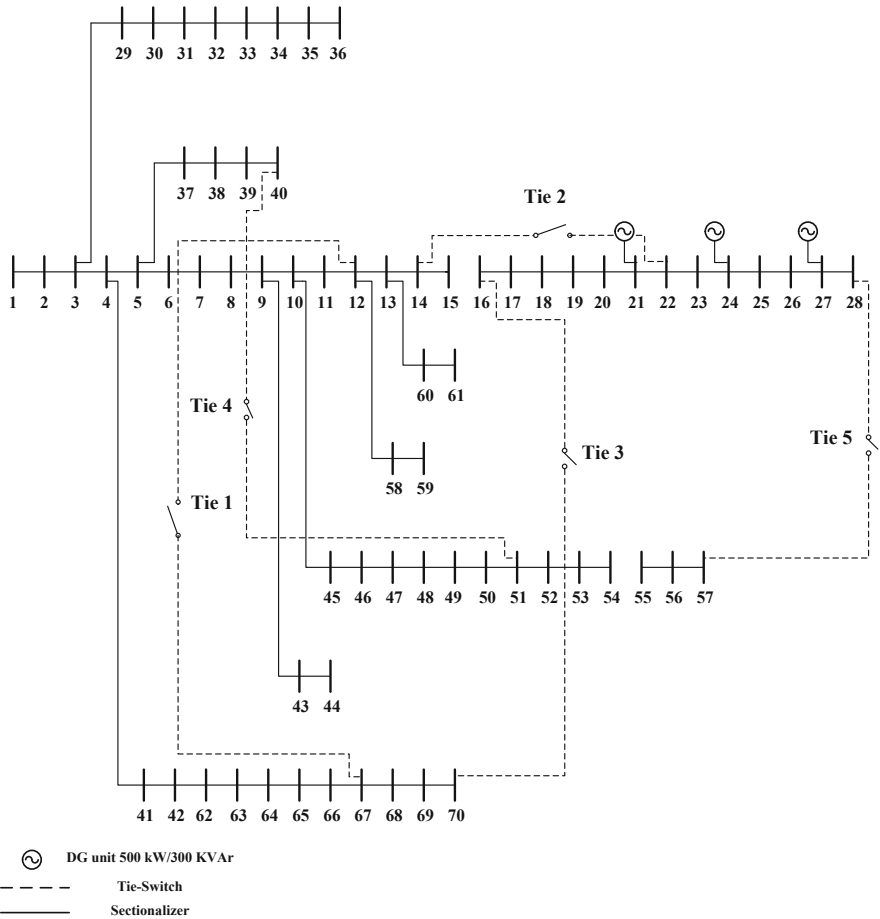 29 30 31 32 33 34 35 36
37 38 39 40
Tie 2
1 2 3 4 5 6 7 8 9 10 11 12 13 14 15 16 17 18 19 20 21 22 23 24 25 26 27 28
60 61
Tie 4
Tie 5
Tie 3
58 59
Tie 1
45 46 47 48 49 50 51 52 53 54 55 56 57
43 44
41 42 62 63 64 65 66 67 68 69 70
DG unit 500 kW/300 KVAr
Tie-Switch
Sectionalizer